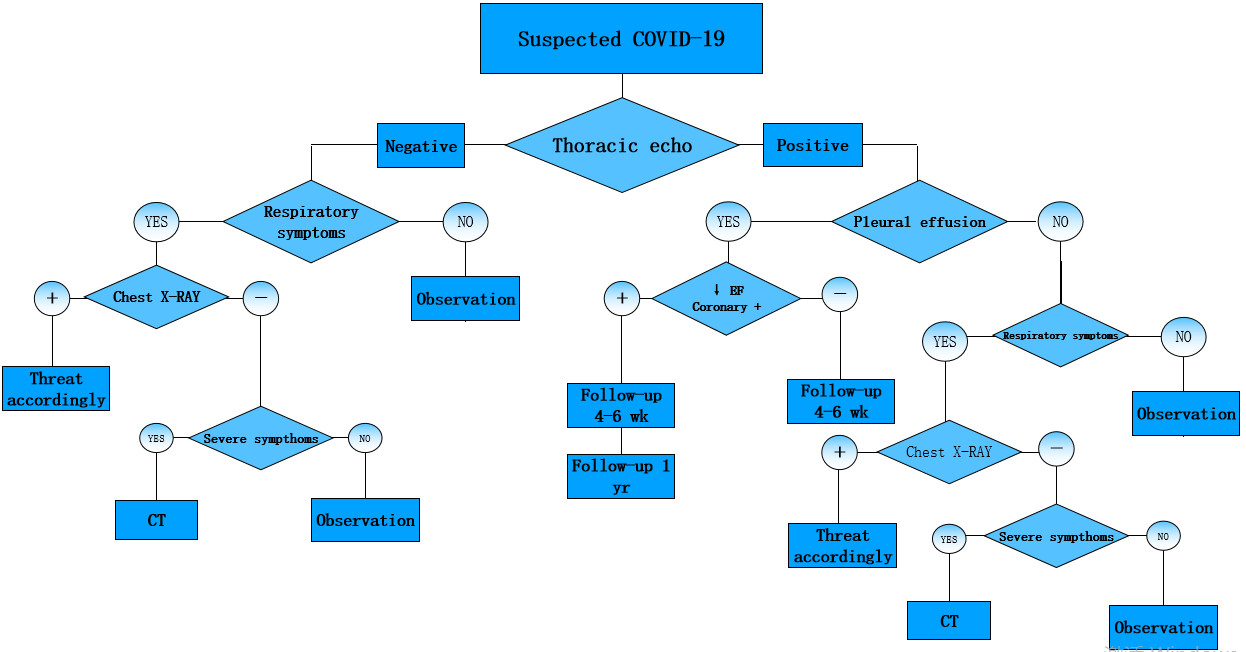 Suspected COVID-19
Thoracic echo
Negative
Positive
Respiratory
symptoms
YES
NO
Pleural effusion
YES
NO
Chest X-RAY
+
−
Observation
↓ EF
Coronary +
+
−
Respiratory symptoms
YES
NO
Threat
accordingly
Follow-up
4-6 wk
Follow-up
4-6 wk
Observation
Severe sympthoms
YES
NO
Follow-up 1
yr
Chest X-RAY
+
−
CT
Observation
Threat
accordingly
Severe sympthoms
YES
NO
CT
Observation